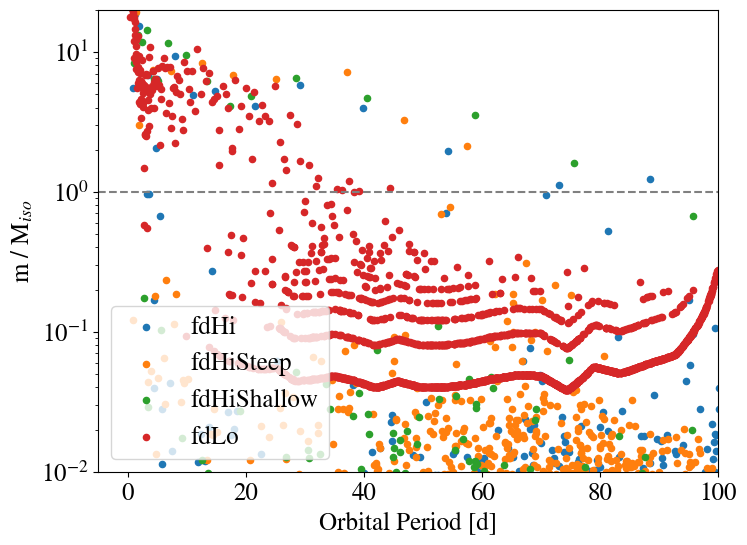 10¹
10⁰
10⁻¹
10⁻²
m / M_iso
fdHi
fdHiSteep
fdHiShallow
fdLo
0 20 40 60 80 100
Orbital Period [d]